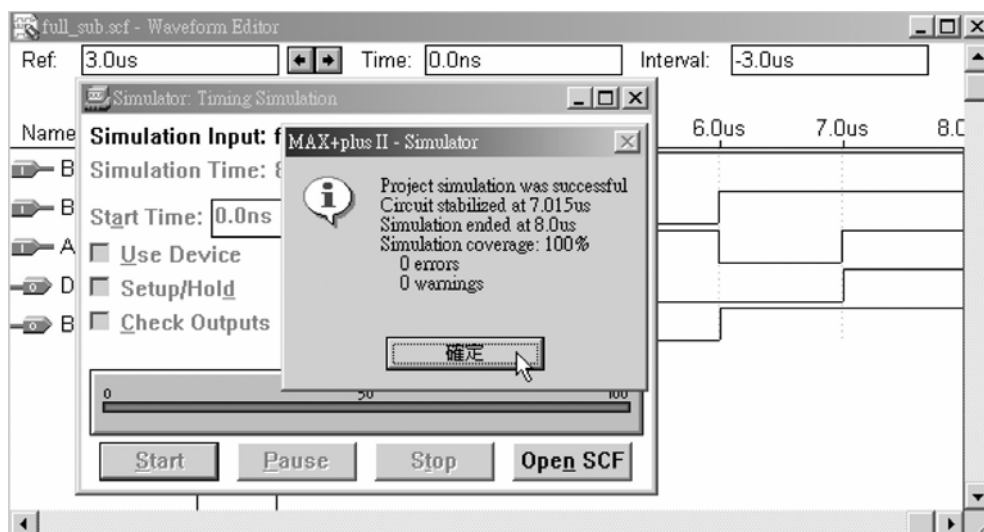 full_sub.scf - Waveform Editor
Ref: 3.0us Time: 0.0ns Interval: -3.0us
Simulator: Timing Simulation
Name 6.0us 7.0us
Simulation Input:
MAX+plus II - Simulator
B Simulation Time:
Project simulation was successful
Circuit stabilized at 7.015us
Simulation ended at 8.0us
Simulation coverage: 100%
0 errors
0 warnings
B Start Time: 0.0ns
A Use Device
D Setup/Hold
B Check Outputs
確定
0 50 100
Start Pause Stop Open SCF